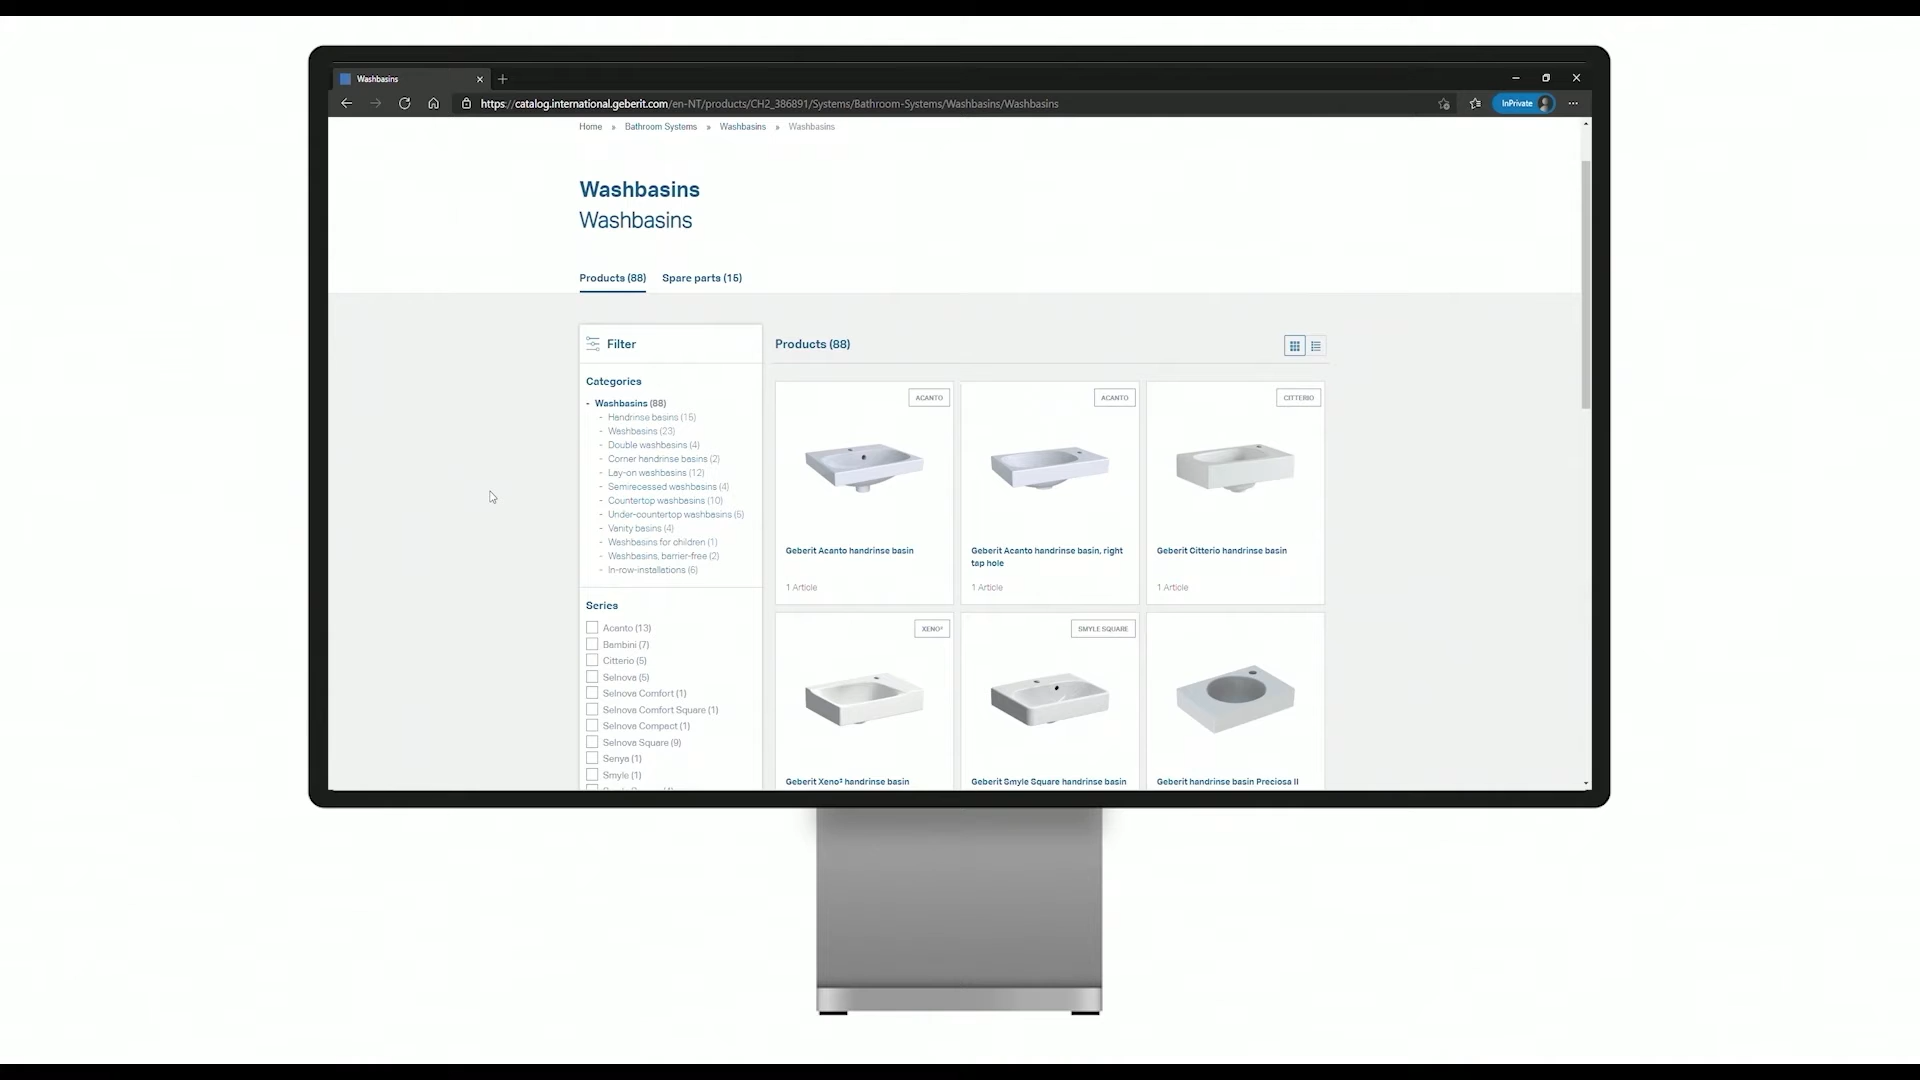 Washbasins
https://catalog.international.geberit.com/en-NT/products/CH2_386891/Systems/Bathroom-Systems/Washbasins/Washbasins
InPrivate
Home » Bathroom Systems » Washbasins » Washbasins
Washbasins
Washbasins
Products (88) Spare parts (15)
Filter
Categories
- Washbasins (88)
- Handrinse basins (15)
- Washbasins (23)
- Double washbasins (4)
- Corner handrinse basins (2)
- Lay-on washbasins (12)
- Semirecessed washbasins (4)
- Countertop washbasins (10)
- Under-countertop washbasins (5)
- Vanity basins (4)
- Washbasins for children (1)
- Washbasins, barrier-free (2)
- In-row-installations (6)
Series
Acanto (13)
Bambini (7)
Citterio (5)
Selnova (5)
Selnova Comfort (1)
Selnova Comfort Square (1)
Selnova Compact (1)
Selnova Square (9)
Senya (1)
Smyle (1)
Products (88)
ACANTO
Geberit Acanto handrinse basin
1 Article
ACANTO
Geberit Acanto handrinse basin, right
tap hole
1 Article
CITTERIO
Geberit Citterio handrinse basin
1 Article
XENO²
Geberit Xeno² handrinse basin
SMYLE SQUARE
Geberit Smyle Square handrinse basin
Geberit handrinse basin Preciosa II